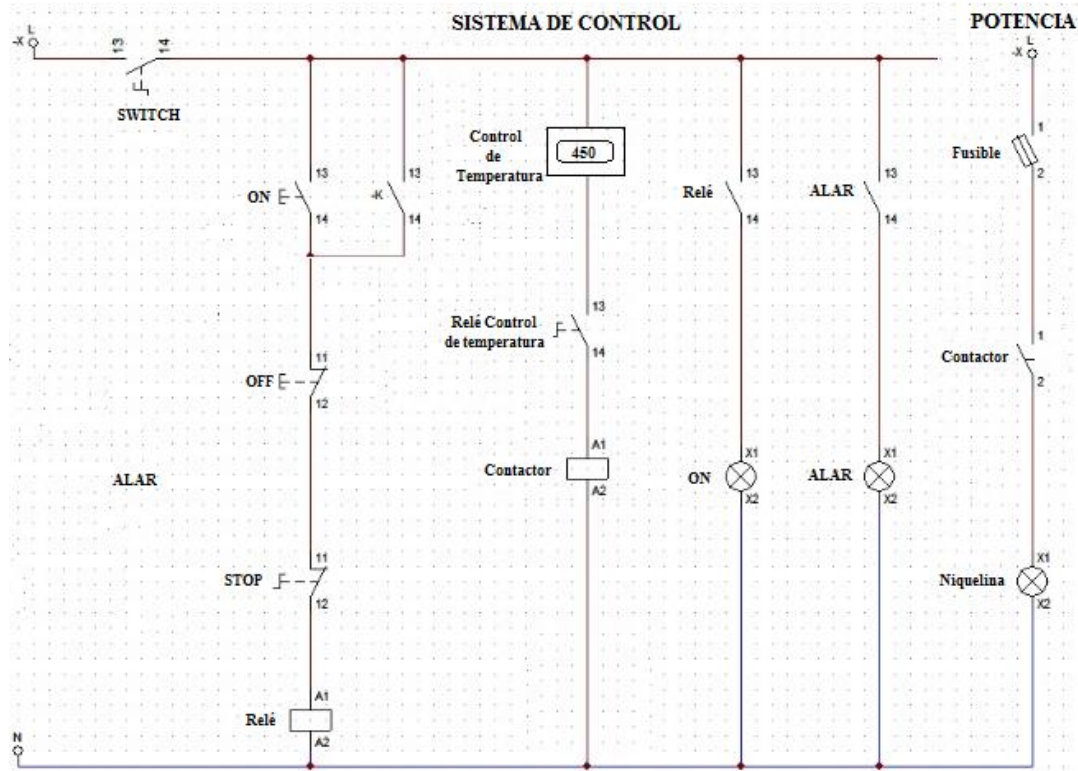 SISTEMA DE CONTROL
POTENCIA
-X
L
13
14
SWITCH
L
-X
Control
de
Temperatura
450
1
Fusible
2
ON
13
14
-K
13
14
Relé
13
14
ALAR
13
14
Relé Control
de temperatura
13
14
Contactor
1
2
OFF
11
12
ALAR
Contactor
A1
A2
ON
X1
X2
ALAR
X1
X2
STOP
11
12
Niquelina
X1
X2
Relé
A1
A2
N